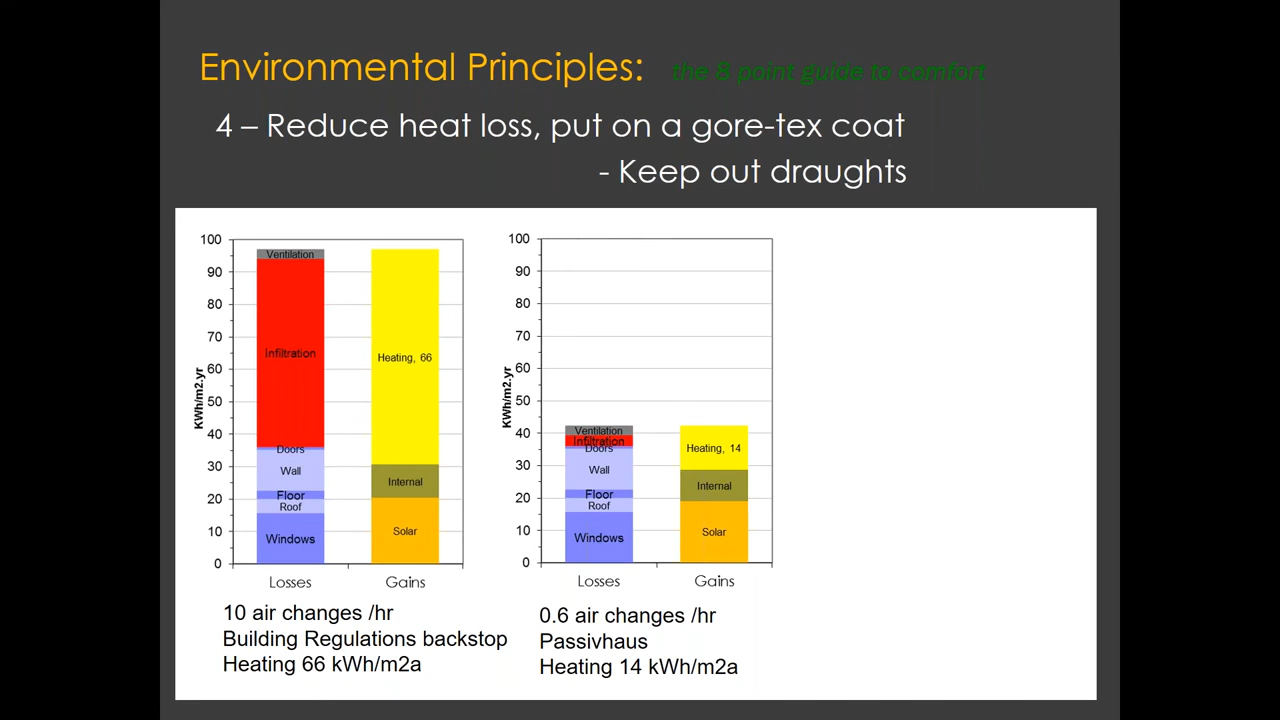 Environmental Principles: the 8 point guide to comfort
4 – Reduce heat loss, put on a gore-tex coat
- Keep out draughts
100
90
80
70
60
50
40
30
20
10
0
KWh/m2.yr
Ventilation
Infiltration
Doors
Wall
Floor
Roof
Windows
Heating, 66
Internal
Solar
Losses
Gains
10 air changes /hr
Building Regulations backstop
Heating 66 kWh/m2a
100
90
80
70
60
50
40
30
20
10
0
KWh/m2.yr
Ventilation
Infiltration
Doors
Wall
Floor
Roof
Windows
Heating, 14
Internal
Solar
Losses
Gains
0.6 air changes /hr
Passivhaus
Heating 14 kWh/m2a